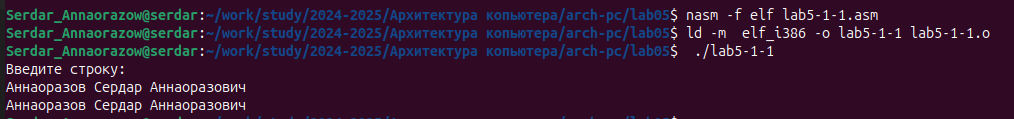 Serdar_Annaorazow@serdar:~/work/study/2024-2025/Архитектура копьютера/arch-pc/lab05$ nasm -f elf lab5-1-1.asm
Serdar_Annaorazow@serdar:~/work/study/2024-2025/Архитектура копьютера/arch-pc/lab05$ ld -m  elf_i386 -o lab5-1-1 lab5-1-1.o
Serdar_Annaorazow@serdar:~/work/study/2024-2025/Архитектура копьютера/arch-pc/lab05$  ./lab5-1-1
Введите строку:
Аннаоразов Сердар Аннаоразович
Аннаоразов Сердар Аннаоразович